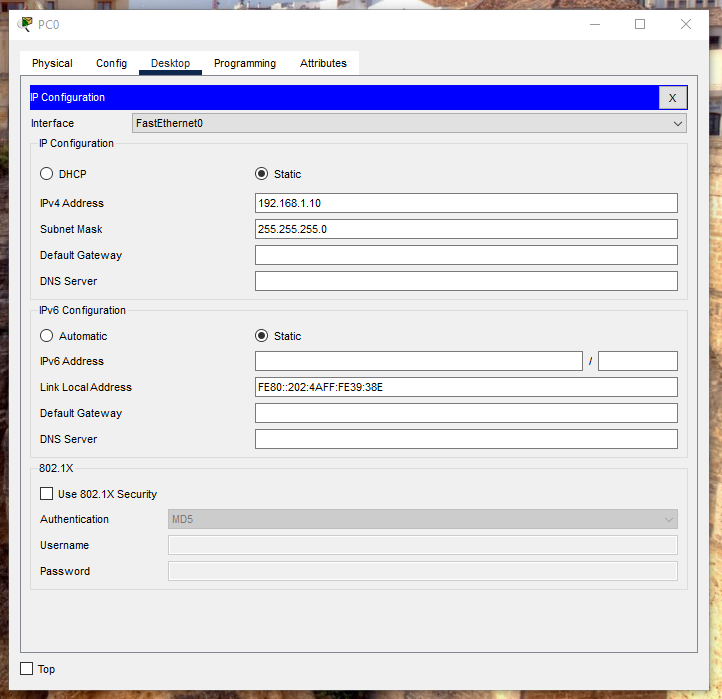 PC0
Physical Config Desktop Programming Attributes
IP Configuration X
Interface FastEthernet0
IP Configuration
DHCP Static
IPv4 Address 192.168.1.10
Subnet Mask 255.255.255.0
Default Gateway
DNS Server
IPv6 Configuration
Automatic Static
IPv6 Address /
Link Local Address FE80::202:4AFF:FE39:38E
Default Gateway
DNS Server
802.1X
Use 802.1X Security
Authentication MD5
Username
Password
Top